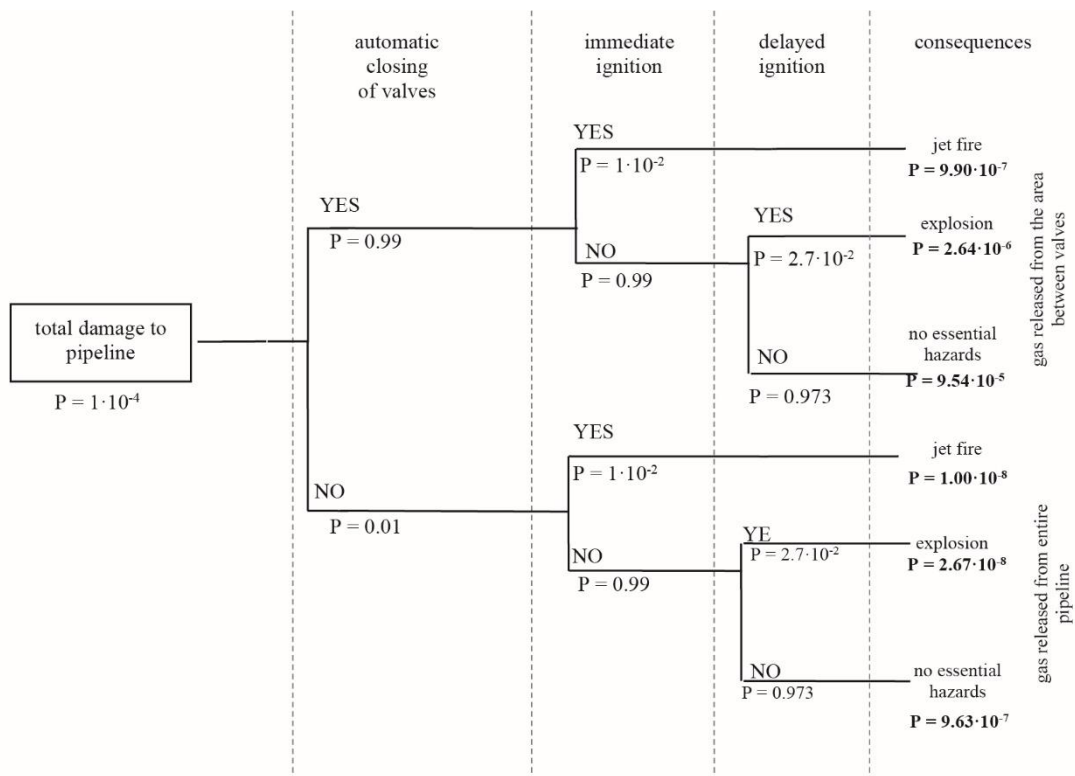 automatic
closing
of valves
immediate
ignition
delayed
ignition
consequences
YES
P = 1·10⁻²
jet fire
P = 9.90·10⁻⁷
YES
P = 0.99
YES
P = 2.7·10⁻²
explosion
P = 2.64·10⁻⁶
NO
P = 0.99
gas released from the area
between valves
total damage to
pipeline
P = 1·10⁻⁴
NO
P = 0.973
no essential
hazards
P = 9.54·10⁻⁵
YES
P = 1·10⁻²
jet fire
P = 1.00·10⁻⁸
NO
P = 0.01
YE
P = 2.7·10⁻²
explosion
P = 2.67·10⁻⁸
NO
P = 0.99
gas released from entire
pipeline
NO
P = 0.973
no essential
hazards
P = 9.63·10⁻⁷